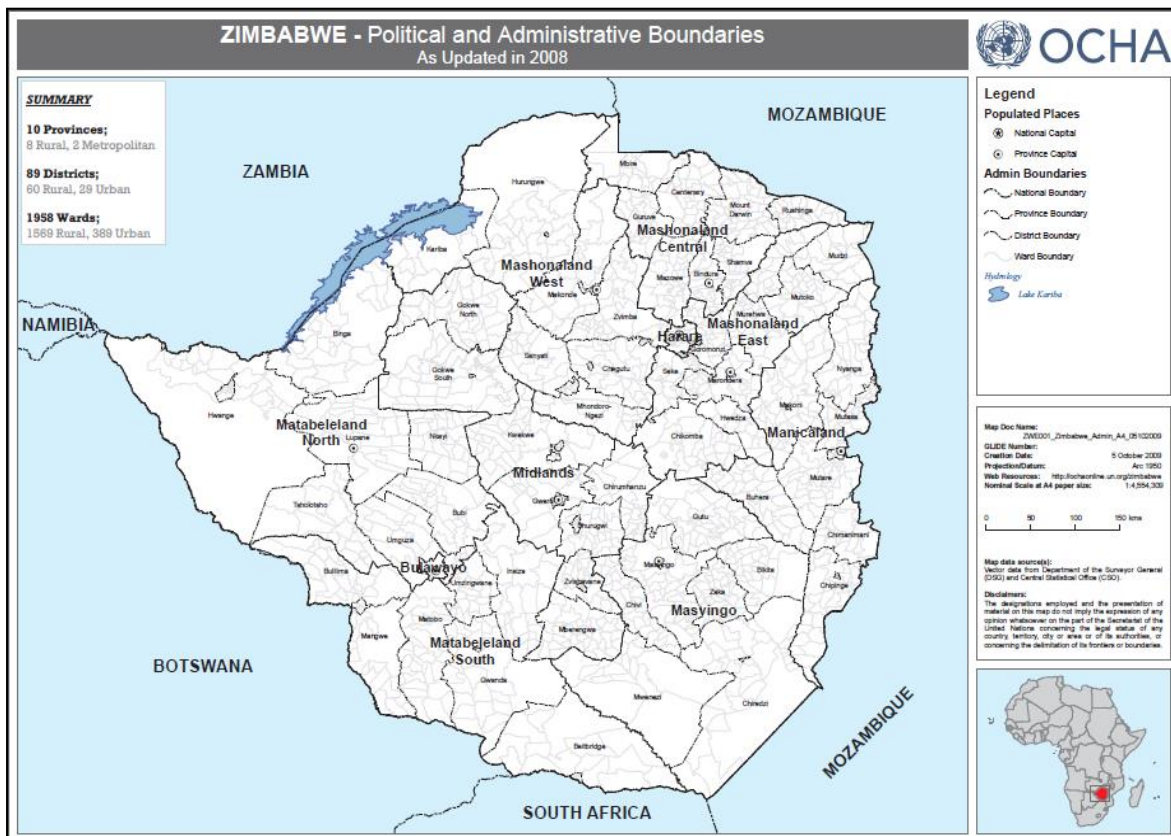 ZIMBABWE - Political and Administrative Boundaries
As Updated in 2008
OCHA
SUMMARY
10 Provinces;
8 Rural, 2 Metropolitan
89 Districts;
60 Rural, 29 Urban
1958 Wards;
1569 Rural, 389 Urban
MOZAMBIQUE
ZAMBIA
NAMIBIA
BOTSWANA
SOUTH AFRICA
MOZAMBIQUE
Mbire
Centenary
Hurungwe
Mount
Darwin
Rushinga
Guruve
Mashonaland
Central
Kariba
Shamva
Mudzi
Mashonaland
West
Mazowe
Bindura
Makonde
Mutoko
Gokwe
North
Zvimba
Murehwa
Mashonaland
East
Binga
Harare
Goromonzi
Sanyati
Gokwe
South
Chegutu
Seke
Marondera
Nyanga
Hwange
Mhondoro-
Ngezi
Makoni
Mutasa
Hwedza
Matabeleland
North
Lupane
Nkayi
Kwekwe
Chikomba
Manicaland
Midlands
Mutare
Chirumhanzu
Gweru
Buhera
Tsholotsho
Bubi
Shurugwi
Gutu
Umguza
Chimanimani
Bulilima
Bulawayo
Umzingwane
Insiza
Masvingo
Bikita
Zvishavane
Chipinge
Zaka
Chivi
Masvingo
Mangwe
Matobo
Mberengwa
Matabeleland
South
Gwanda
Mwenezi
Chiredzi
Beitbridge
Legend
Populated Places
National Capital
Province Capital
Admin Boundaries
National Boundary
Province Boundary
District Boundary
Ward Boundary
Hydrology
Lake Kariba
Map Doc Name:
ZWE001_Zimbabwe_Admin_A4_05102009
GLIDE Number:
Creation Date: 5 October 2009
Projection/Datum: Arc 1950
Web Resources: http://ochaonline.un.org/zimbabwe
Nominal Scale at A4 paper size: 1:4,554,309
0 50 100 150 kms
Map data source(s):
Vector data from Department of the Surveyor General
(DSG) and Central Statistical Office (CSO).
Disclaimers:
The designations employed and the presentation of
material on this map do not imply the expression of any
opinion whatsoever on the part of the Secretariat of the
United Nations concerning the legal status of any
country, territory, city or area or of its authorities, or
concerning the delimitation of its frontiers or boundaries.